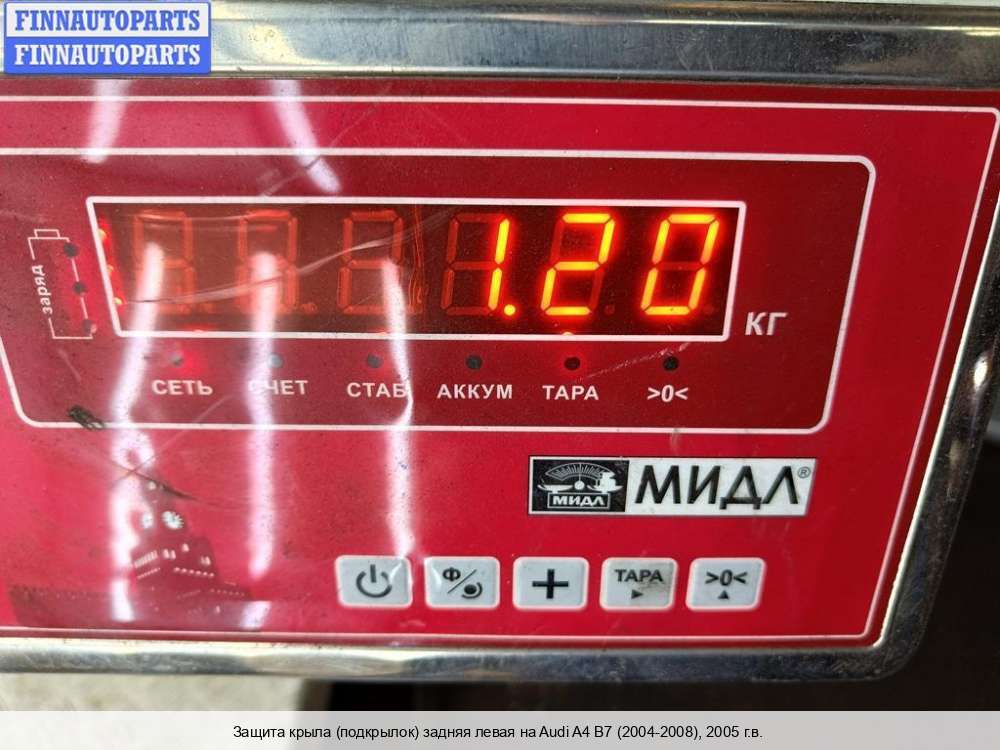 FINNAUTOPARTS
FINNAUTOPARTS
заряд
1.20
КГ
СЕТЬ СЧЕТ СТАБ АККУМ ТАРА >0<
МИДЛ МИДЛ®
Ф + ТАРА >0<
Защита крыла (подкрылок) задняя левая на Audi A4 B7 (2004-2008), 2005 г.в.